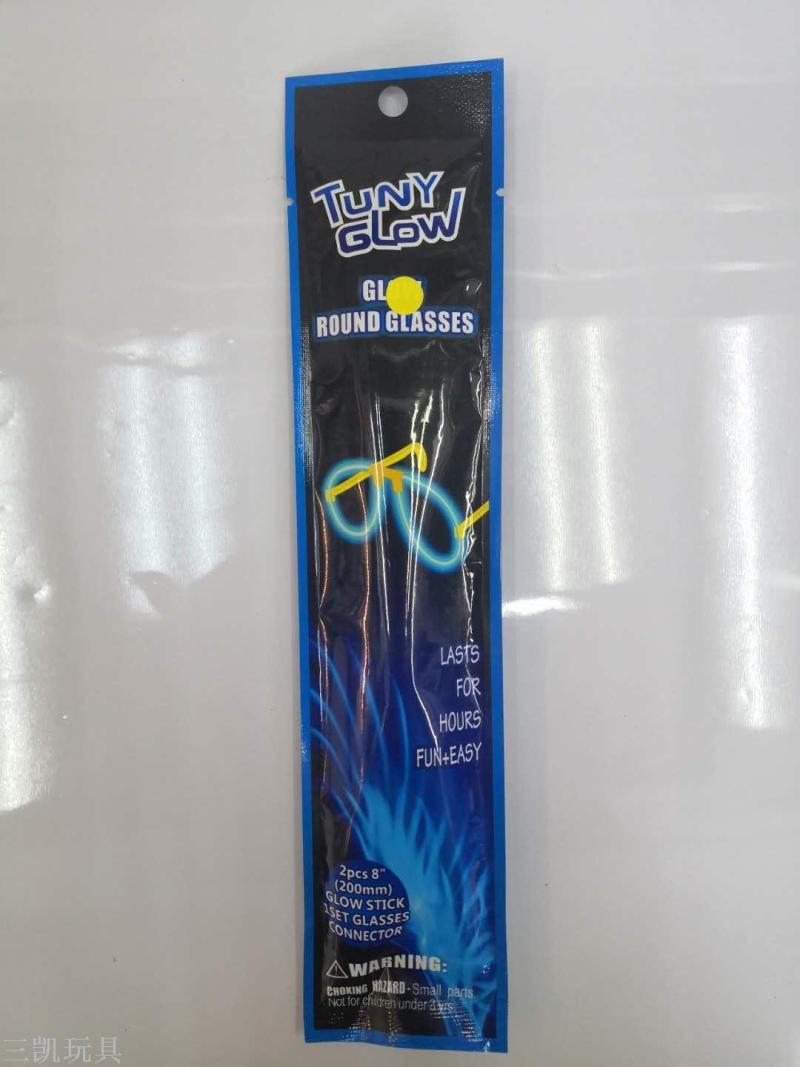 TUNY
GLOW
ROUND GLASSES
LASTS
FOR
HOURS
FUN+EASY
2pcs 8"
(200mm)
GLOW STICK
1SET GLASSES
CONNECTOR
WARNING:
CHOKING HAZARD-Small parts
Not for children under 3 yrs
三凯玩具